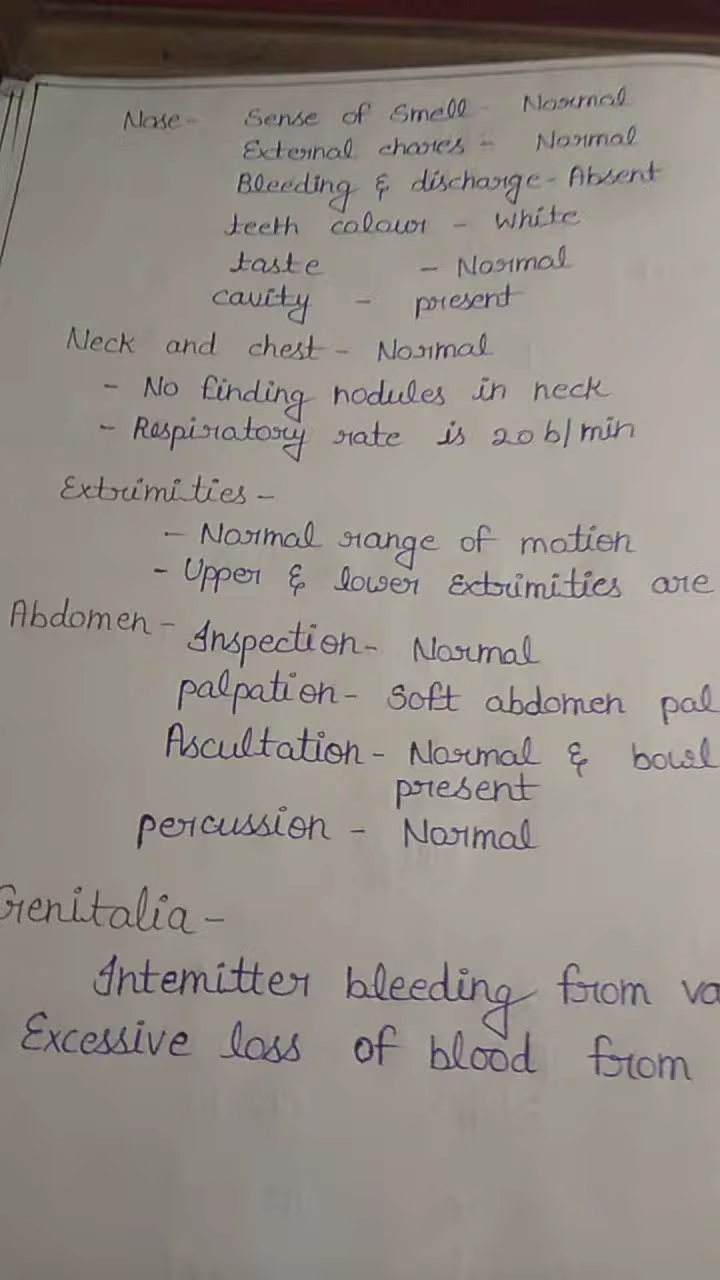 Nose - Sense of Smell - Normal
External chares - Normal
Bleeding & discharge - Absent
teeth colour - White
taste - Normal
cavity - present
Neck and chest - Normal
- No finding nodules in neck
- Respiratory rate is 20 b/min
Extrimities -
- Normal range of motion
- Upper & lower Extrimities are
Abdomen - Inspection - Normal
palpation - Soft abdomen pal
Ascultation - Normal & bowl
present
percussion - Normal
Genitalia -
Intemitter bleeding from va
Excessive loss of blood from